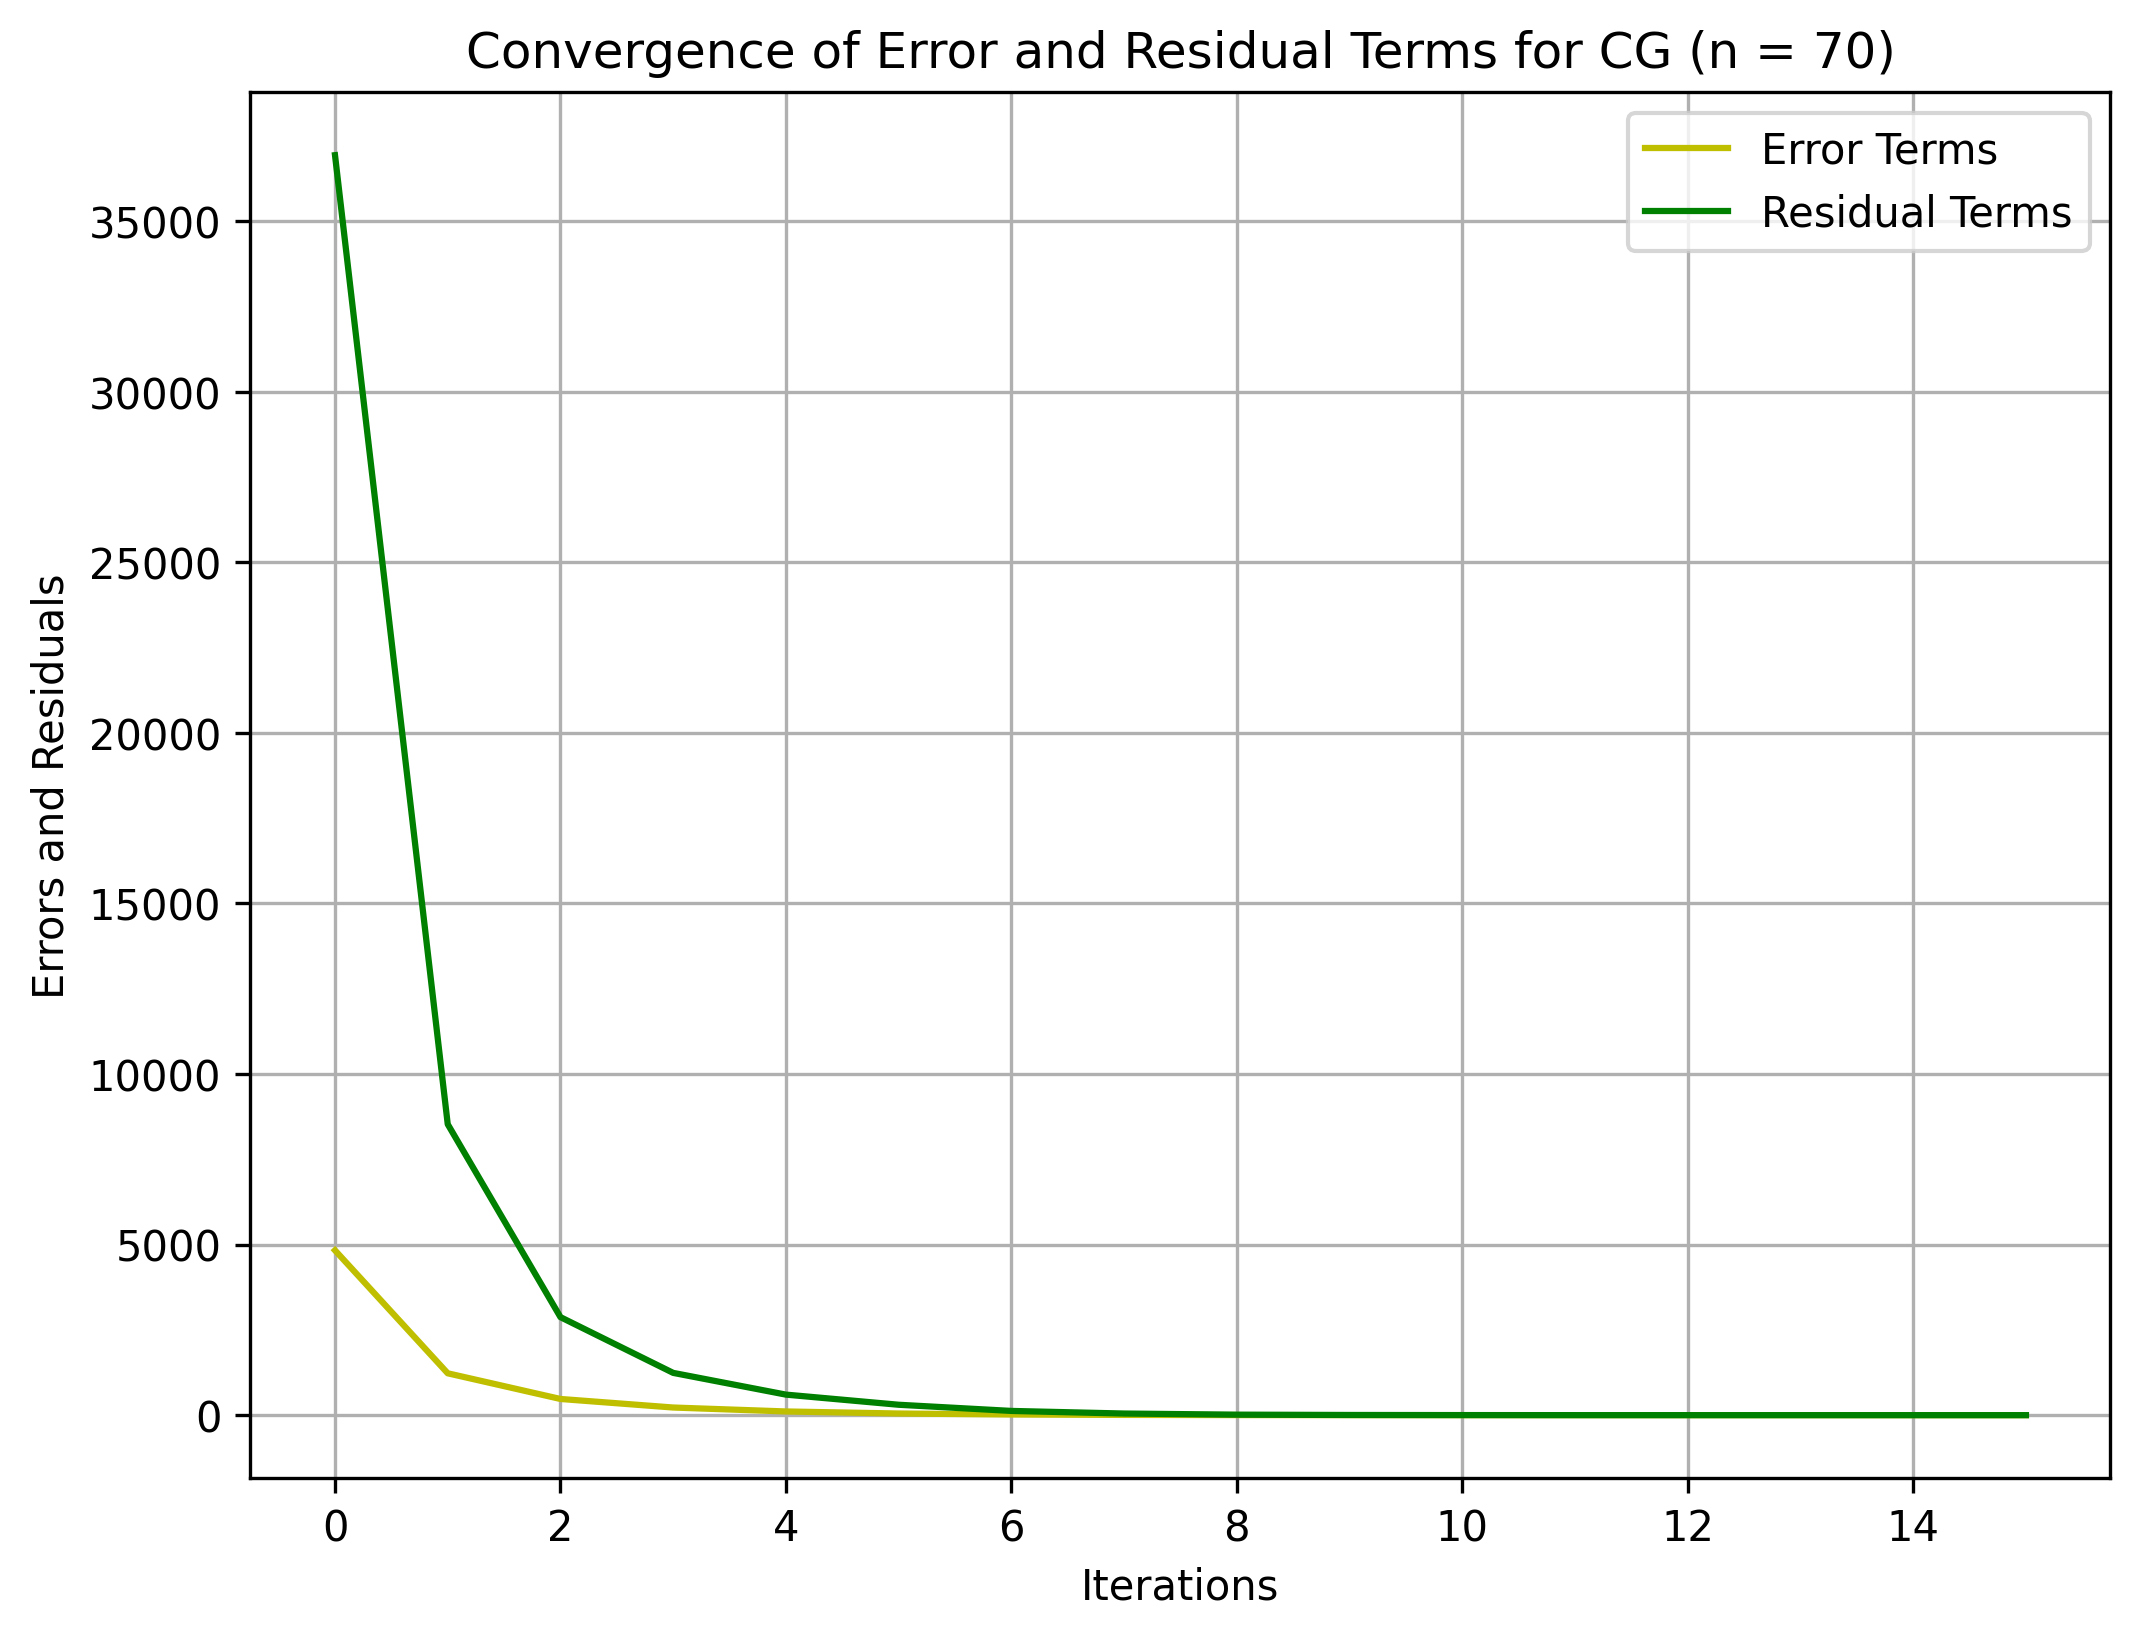 Convergence of Error and Residual Terms for CG (n = 70)
Error Terms
Residual Terms
35000
30000
25000
20000
15000
10000
5000
0
Errors and Residuals
0 2 4 6 8 10 12 14
Iterations